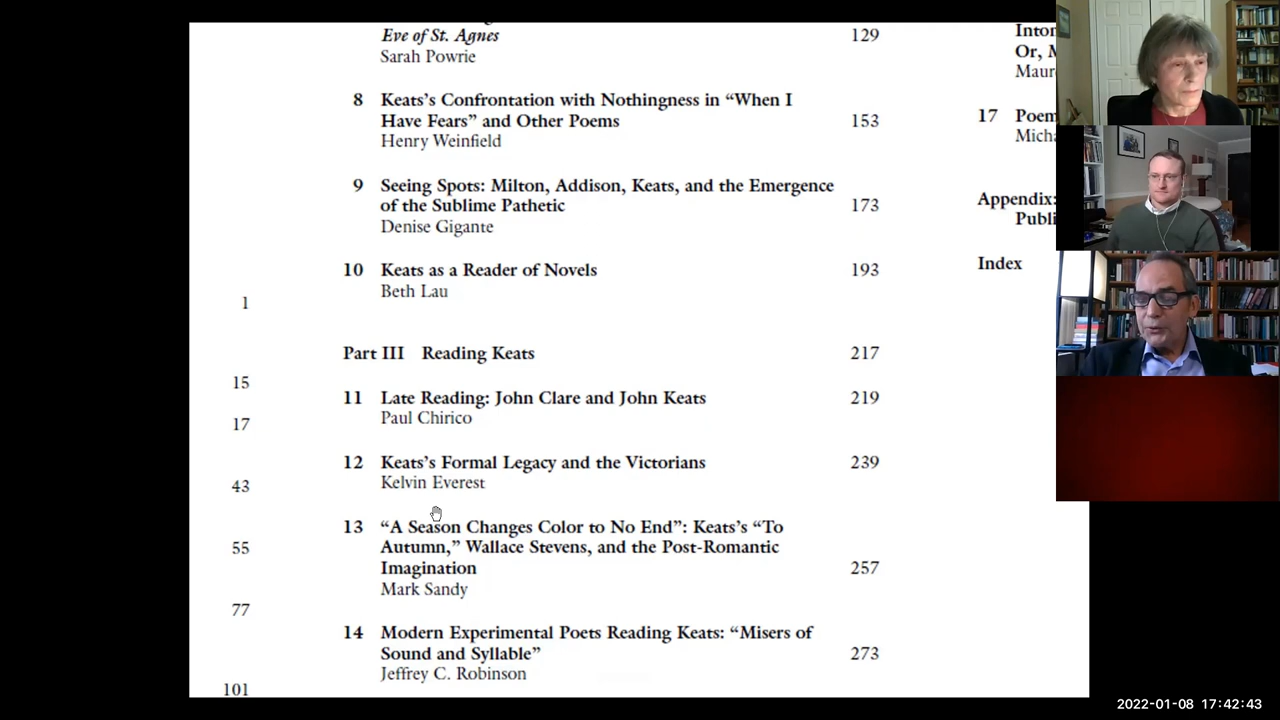 Eve of St. Agnes
129
Sarah Powrie
8 Keats's Confrontation with Nothingness in “When I
Have Fears” and Other Poems
153
Henry Weinfield
9 Seeing Spots: Milton, Addison, Keats, and the Emergence
of the Sublime Pathetic
173
Denise Gigante
10 Keats as a Reader of Novels
193
Beth Lau
Part III Reading Keats
217
11 Late Reading: John Clare and John Keats
219
Paul Chirico
12 Keats's Formal Legacy and the Victorians
239
Kelvin Everest
13 “A Season Changes Color to No End”: Keats's “To
Autumn,” Wallace Stevens, and the Post-Romantic
Imagination
257
Mark Sandy
14 Modern Experimental Poets Reading Keats: “Misers of
Sound and Syllable”
273
Jeffrey C. Robinson
1
15
17
43
55
77
101
Inton
Or, M
Maur
17 Poem
Micha
Appendix:
Publi
Index
2022-01-08 17:42:43